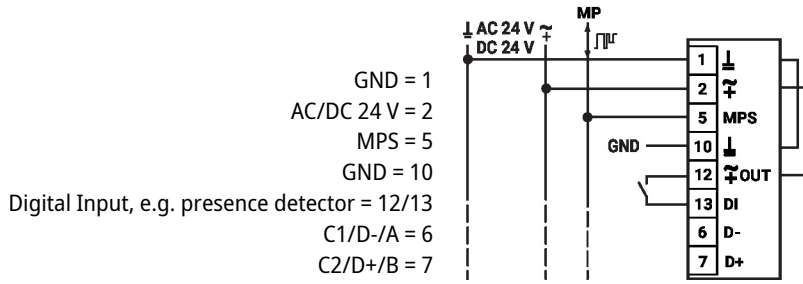 GND = 1
AC/DC 24 V = 2
MPS = 5
GND = 10
Digital Input, e.g. presence detector = 12/13
C1/D-/A = 6
C2/D+/B = 7
MP
⊥ AC 24 V ~
DC 24 V +
1 ⊥
2 ~+
5 MPS
GND
10 ⊥
12 ~+ OUT
13 DI
6 D-
7 D+